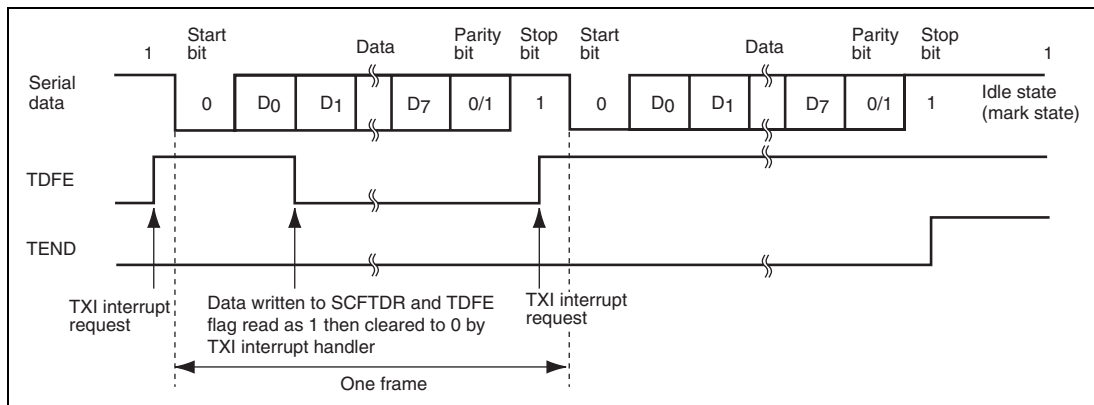 Start bit
Data
Parity bit
Stop bit
Start bit
Data
Parity bit
Stop bit
1
1
Serial data
0
D0
D1
D7
0/1
1
0
D0
D1
D7
0/1
1
Idle state
(mark state)
TDFE
TEND
TXI interrupt
request
Data written to SCFTDR and TDFE
flag read as 1 then cleared to 0 by
TXI interrupt handler
TXI interrupt
request
One frame